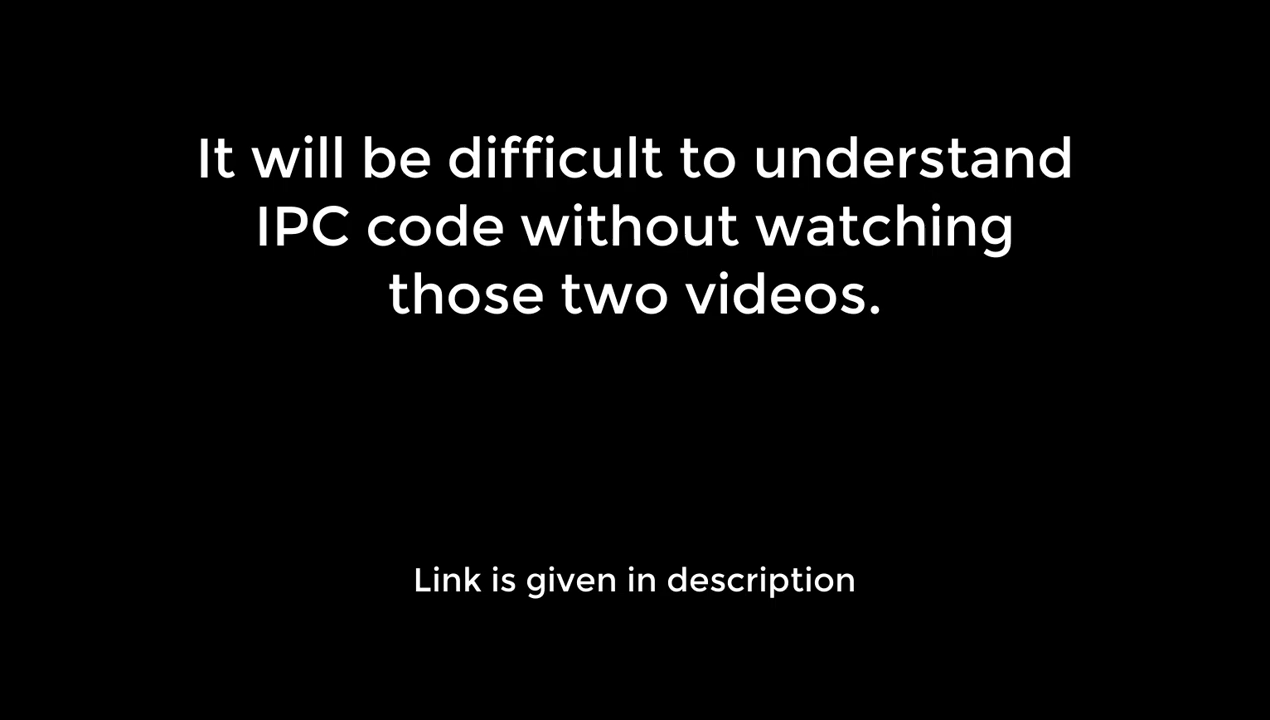 It will be difficult to understand
IPC code without watching
those two videos.
Link is given in description